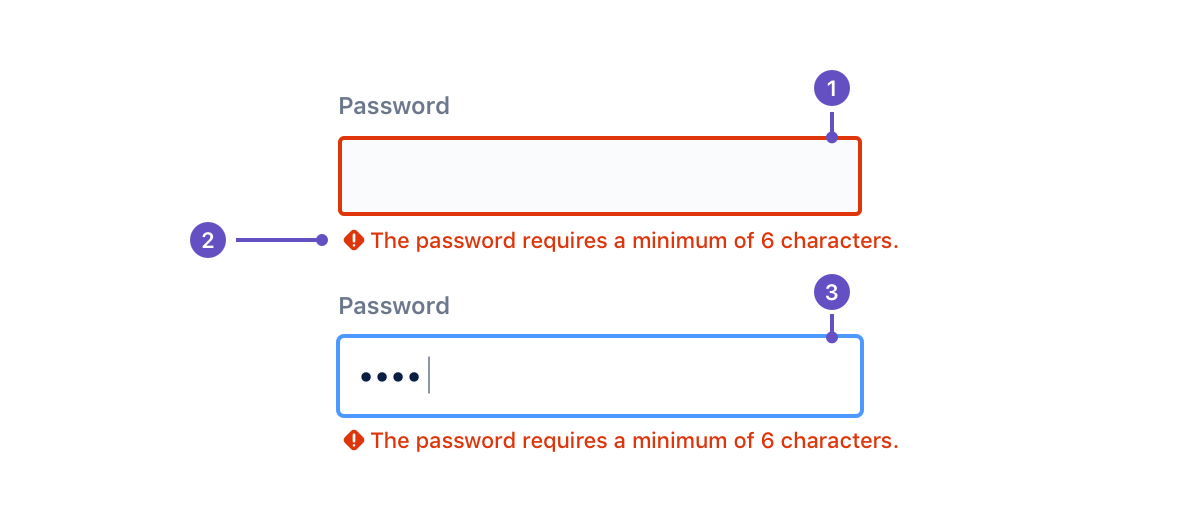 1
Password
2
The password requires a minimum of 6 characters.
3
Password
••••
The password requires a minimum of 6 characters.